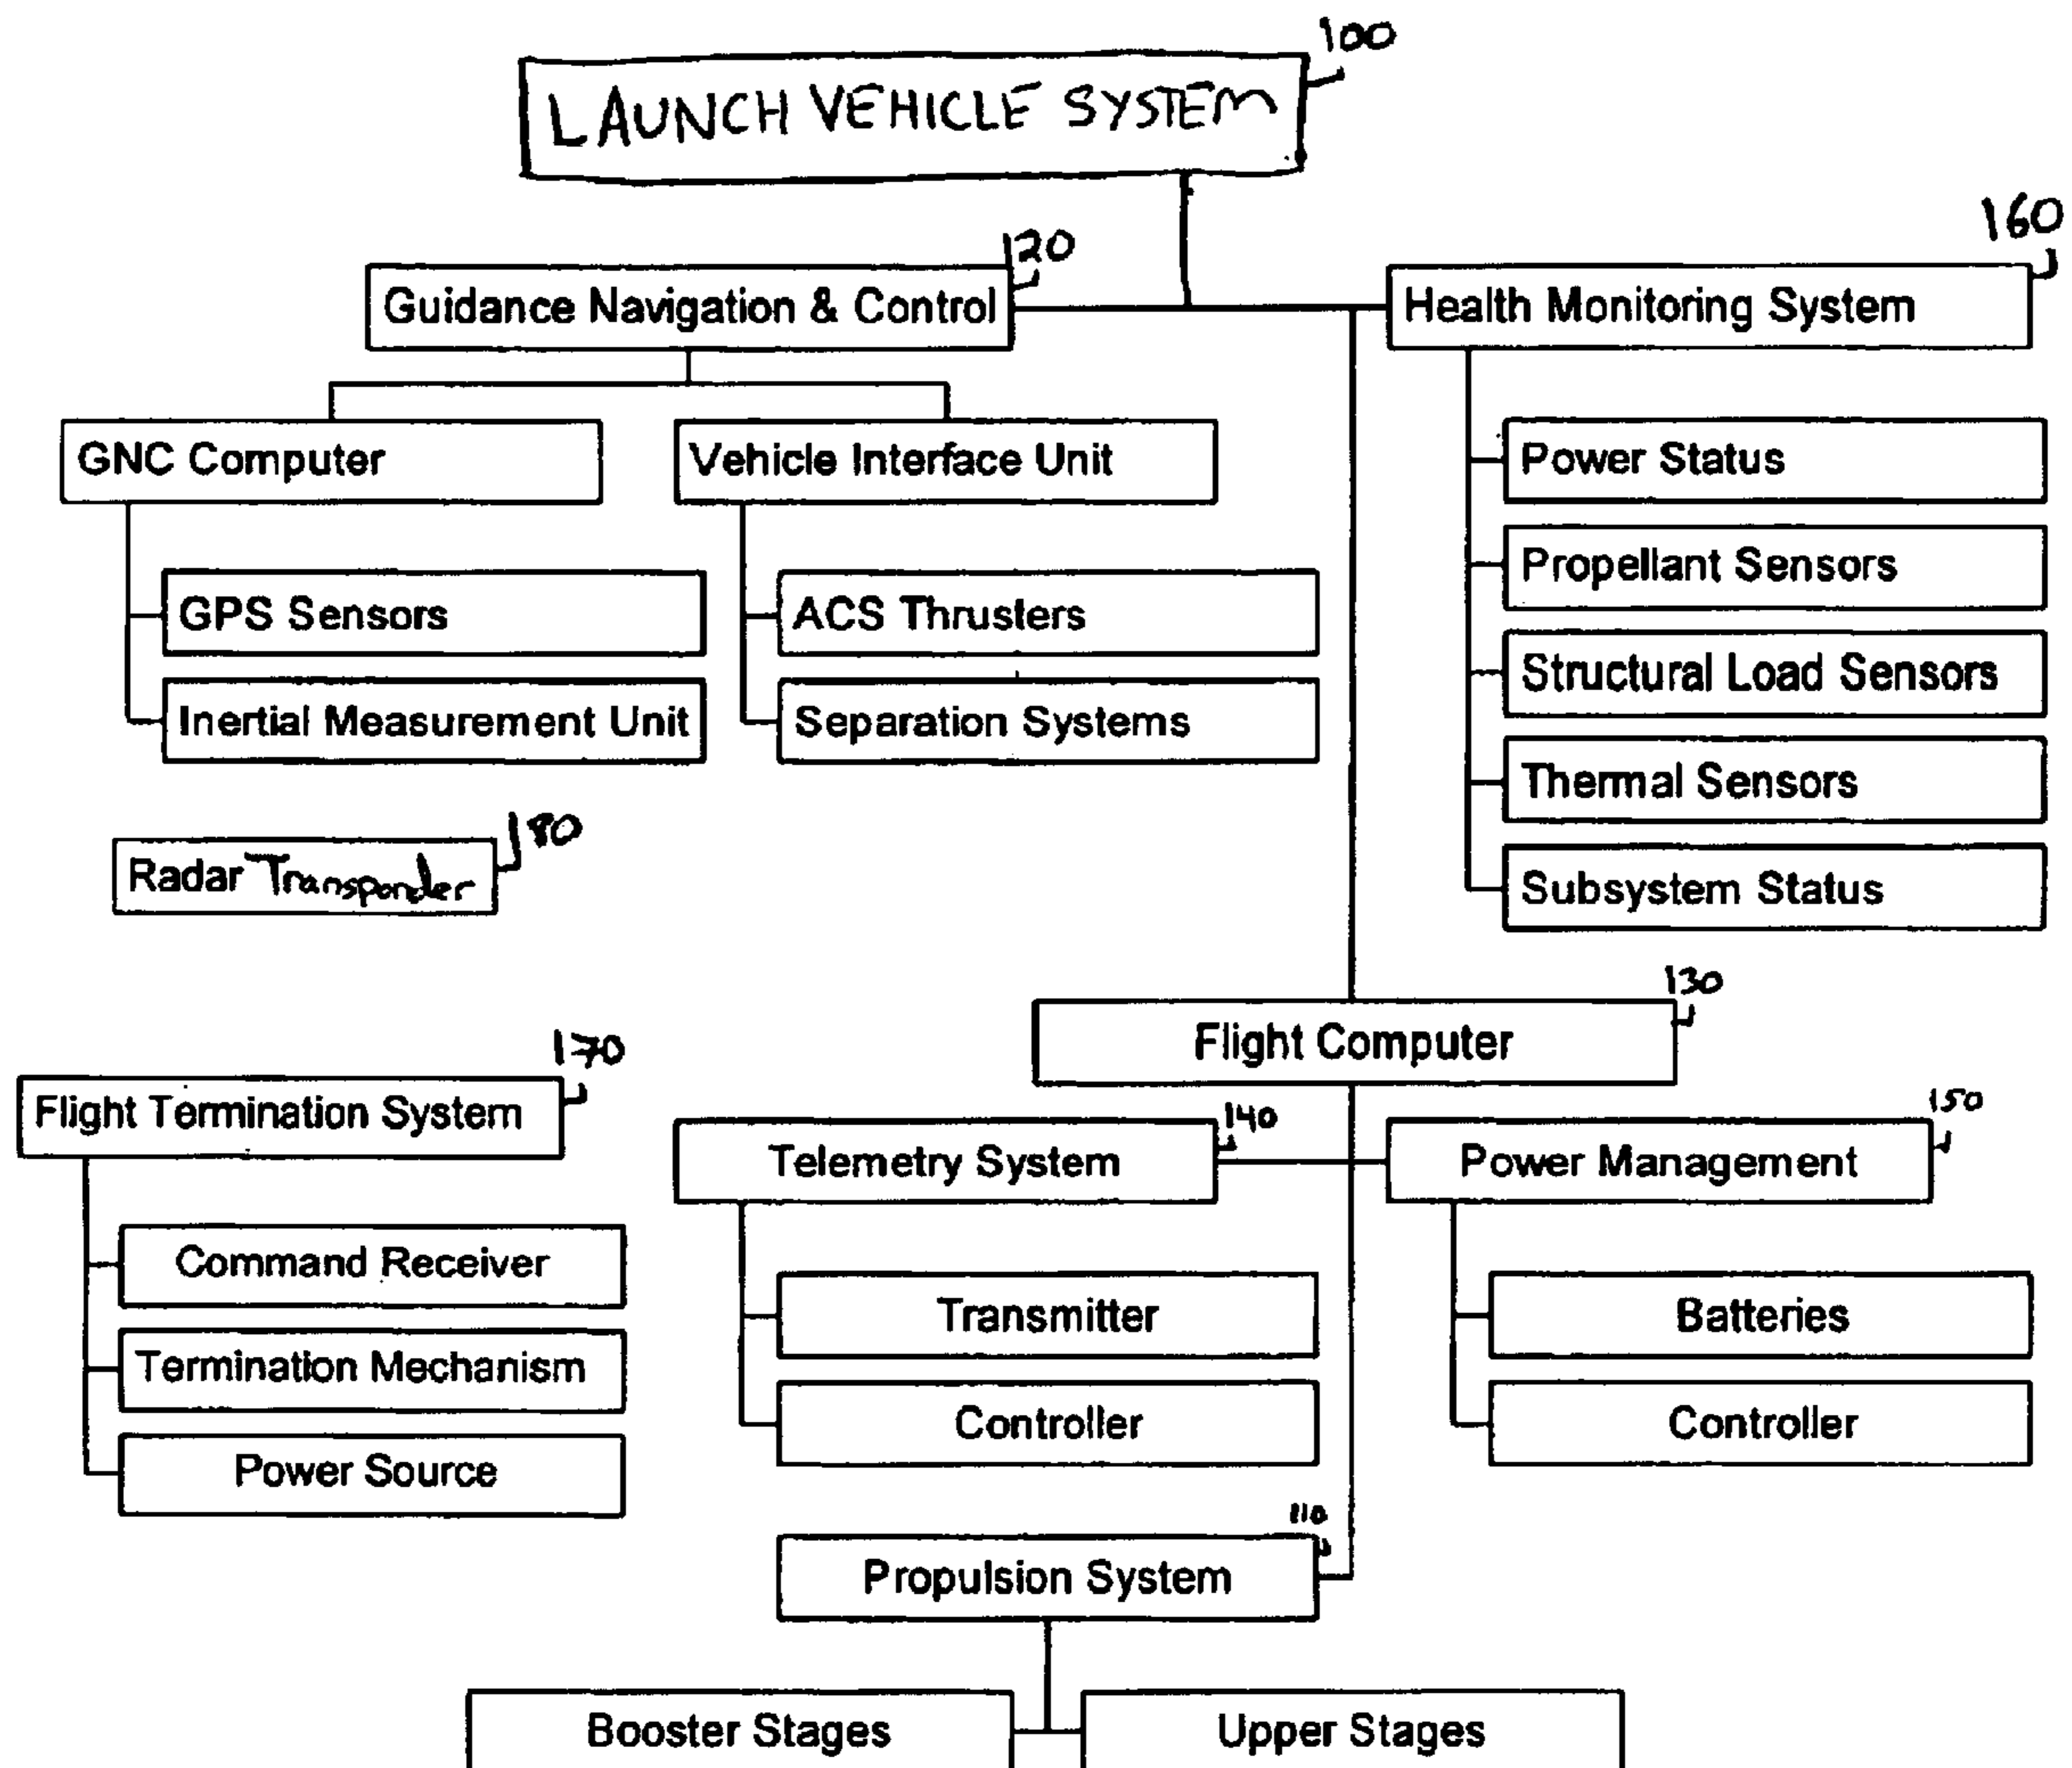 100
LAUNCH VEHICLE SYSTEM
120
160
Guidance Navigation & Control
Health Monitoring System
GNC Computer
Vehicle Interface Unit
Power Status
Propellant Sensors
GPS Sensors
ACS Thrusters
Structural Load Sensors
Inertial Measurement Unit
Separation Systems
Thermal Sensors
180
Radar Transponder
Subsystem Status
130
Flight Computer
170
Flight Termination System
140
150
Telemetry System
Power Management
Command Receiver
Transmitter
Batteries
Termination Mechanism
Controller
Controller
Power Source
110
Propulsion System
Booster Stages
Upper Stages